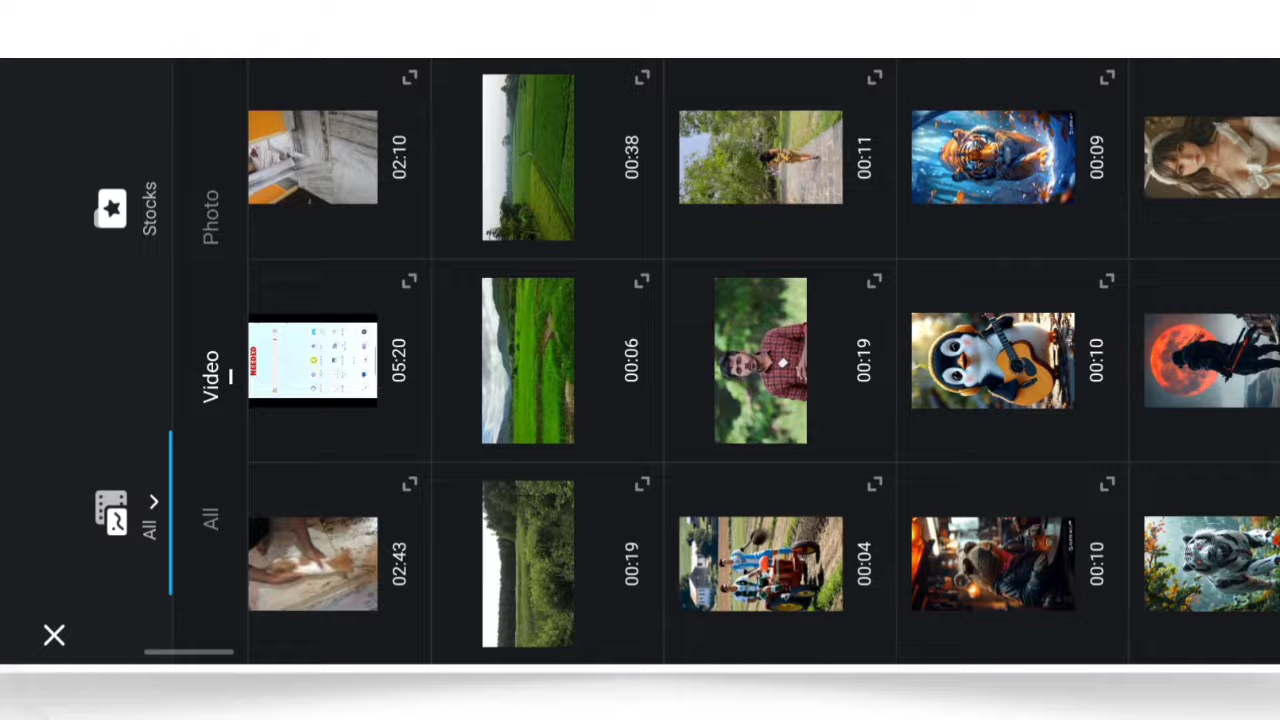 All Stocks
All Video Photo
NEEDED
02:43 05:20 02:10
00:19 00:06 00:38
00:04 00:19 00:11
00:10 00:10 00:09